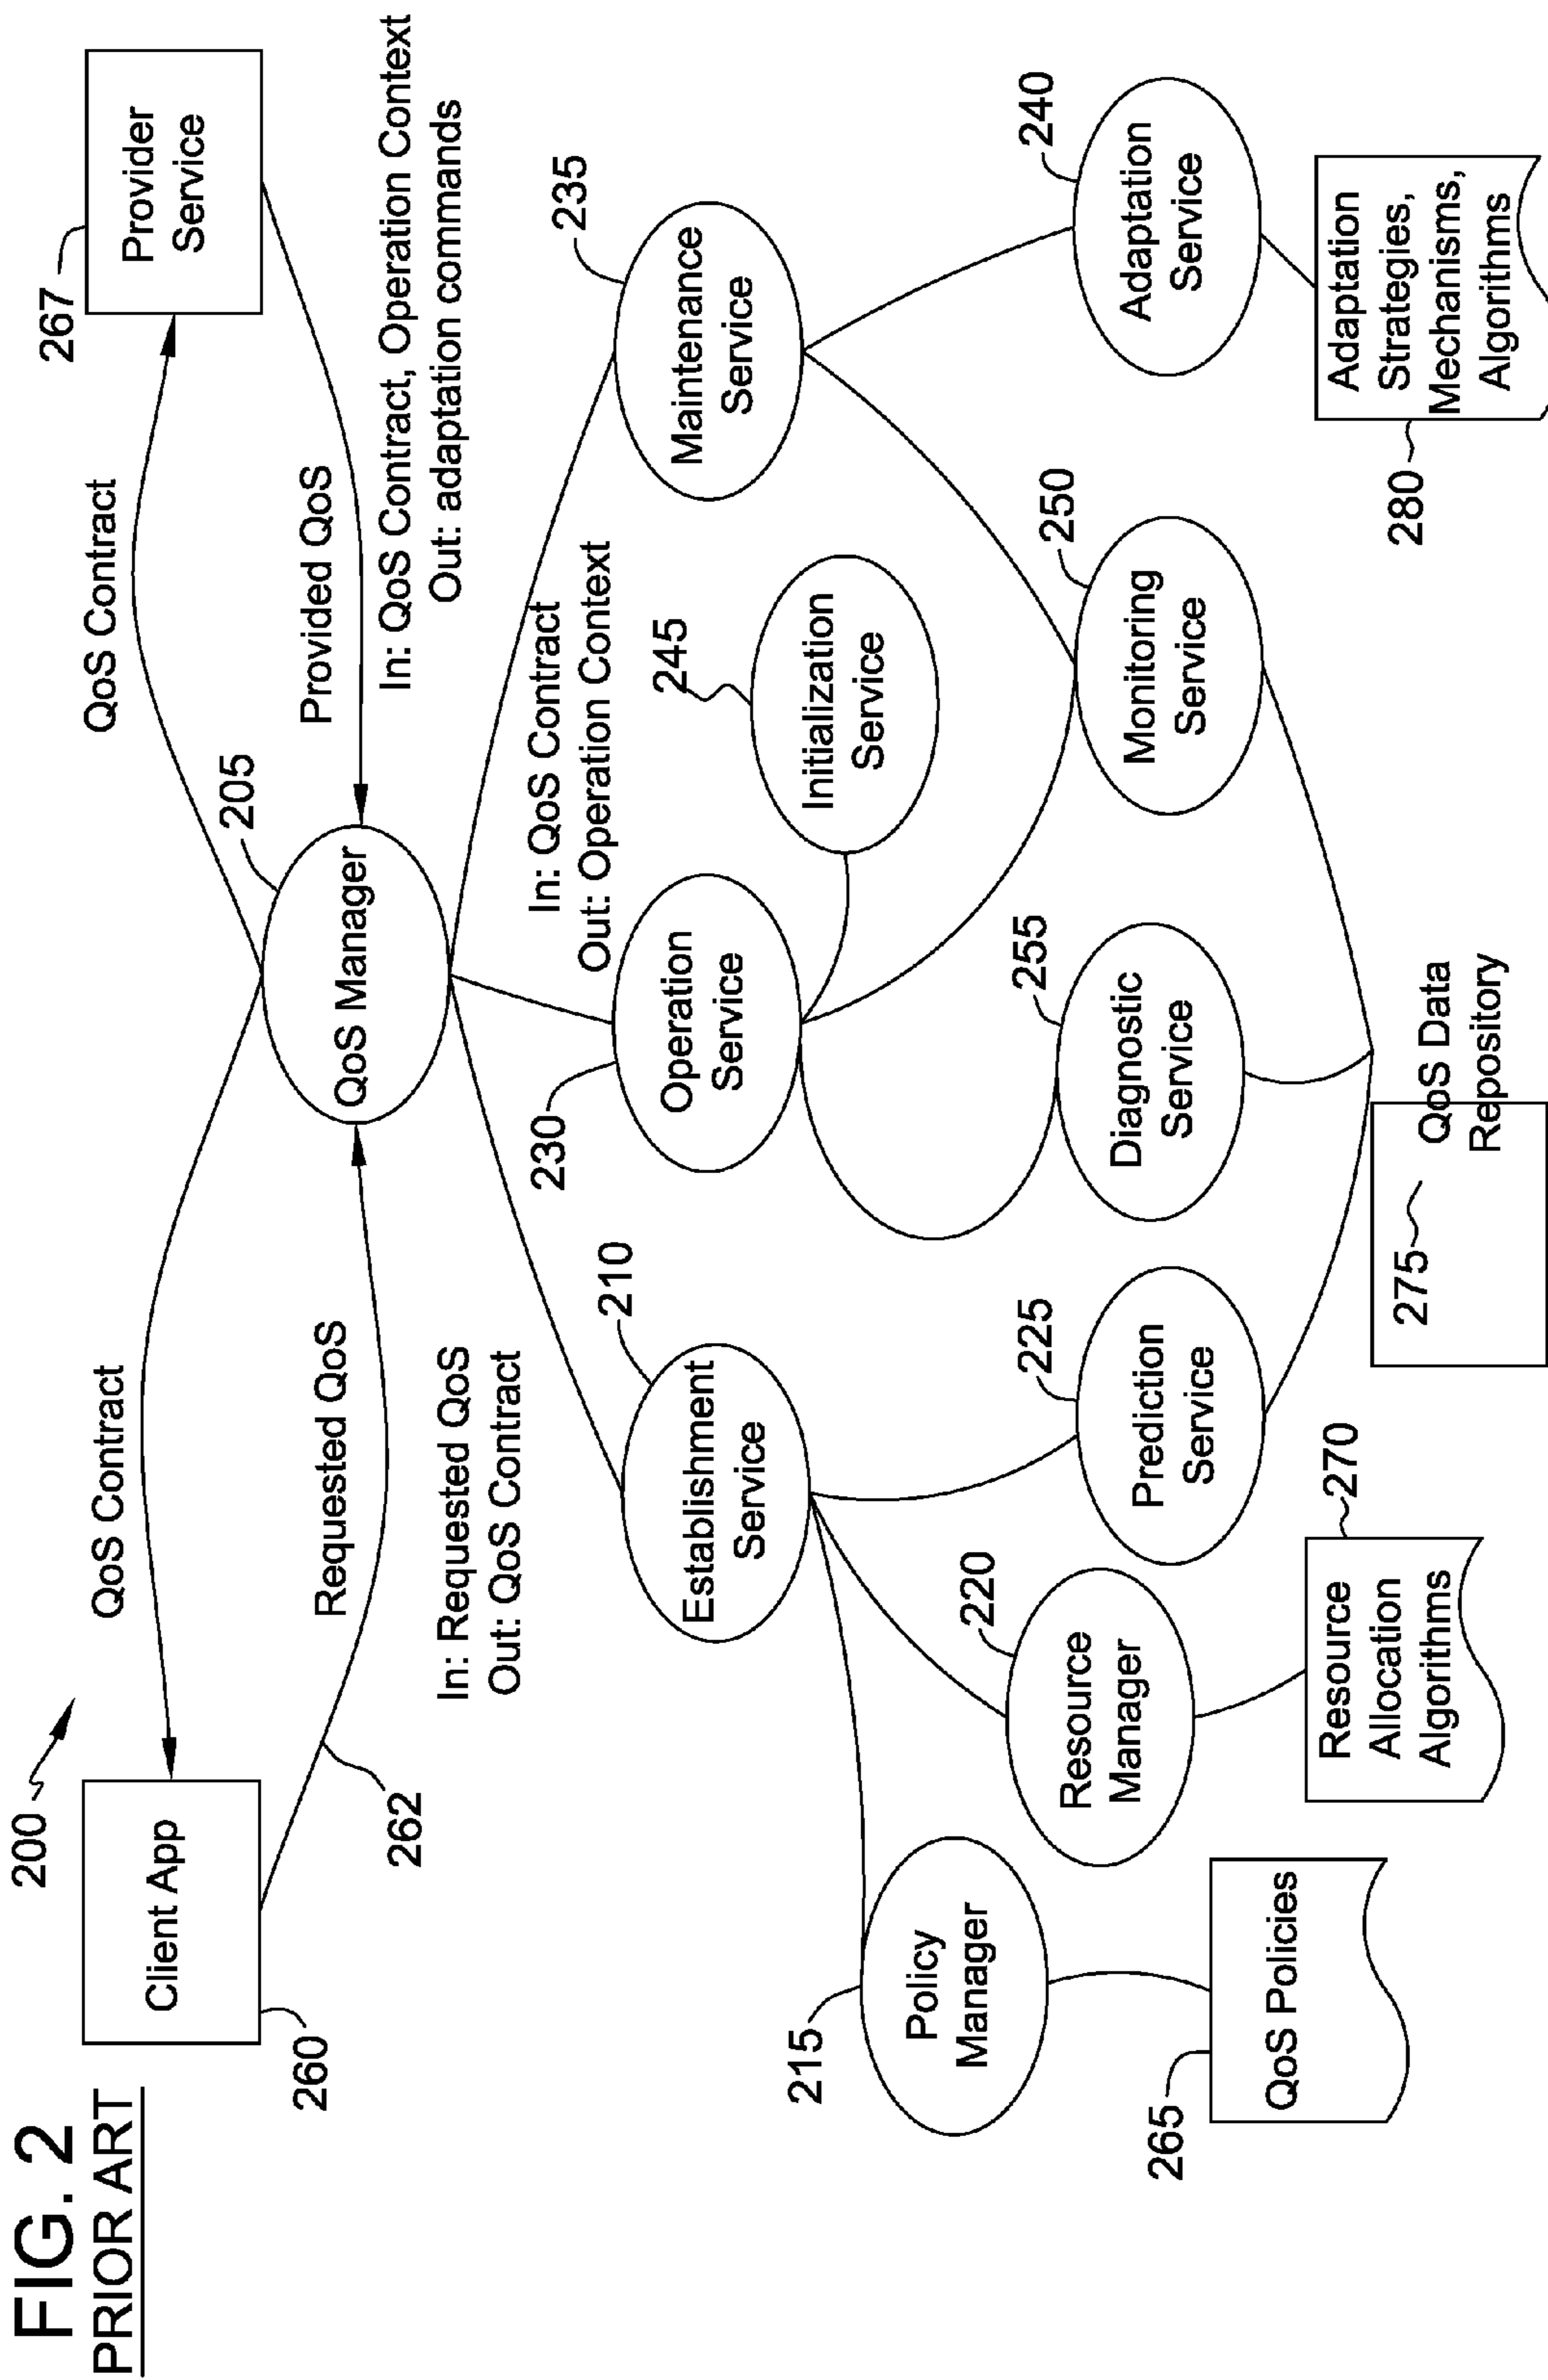 FIG. 2
PRIOR ART
200
Client App
260
QoS Contract
Requested QoS
262
In: Requested QoS
Out: QoS Contract
QoS Manager
205
QoS Contract
Provided QoS
Provider
Service
267
In: QoS Contract, Operation Context
Out: adaptation commands
Establishment
Service
210
Operation
Service
230
In: QoS Contract
Out: Operation Context
Maintenance
Service
235
Initialization
Service
245
Policy
Manager
215
Resource
Manager
220
Prediction
Service
225
Diagnostic
Service
255
Monitoring
Service
250
Adaptation
Service
240
QoS Policies
265
Resource
Allocation
Algorithms
270
275
QoS Data
Repository
Adaptation
Strategies,
Mechanisms,
Algorithms
280